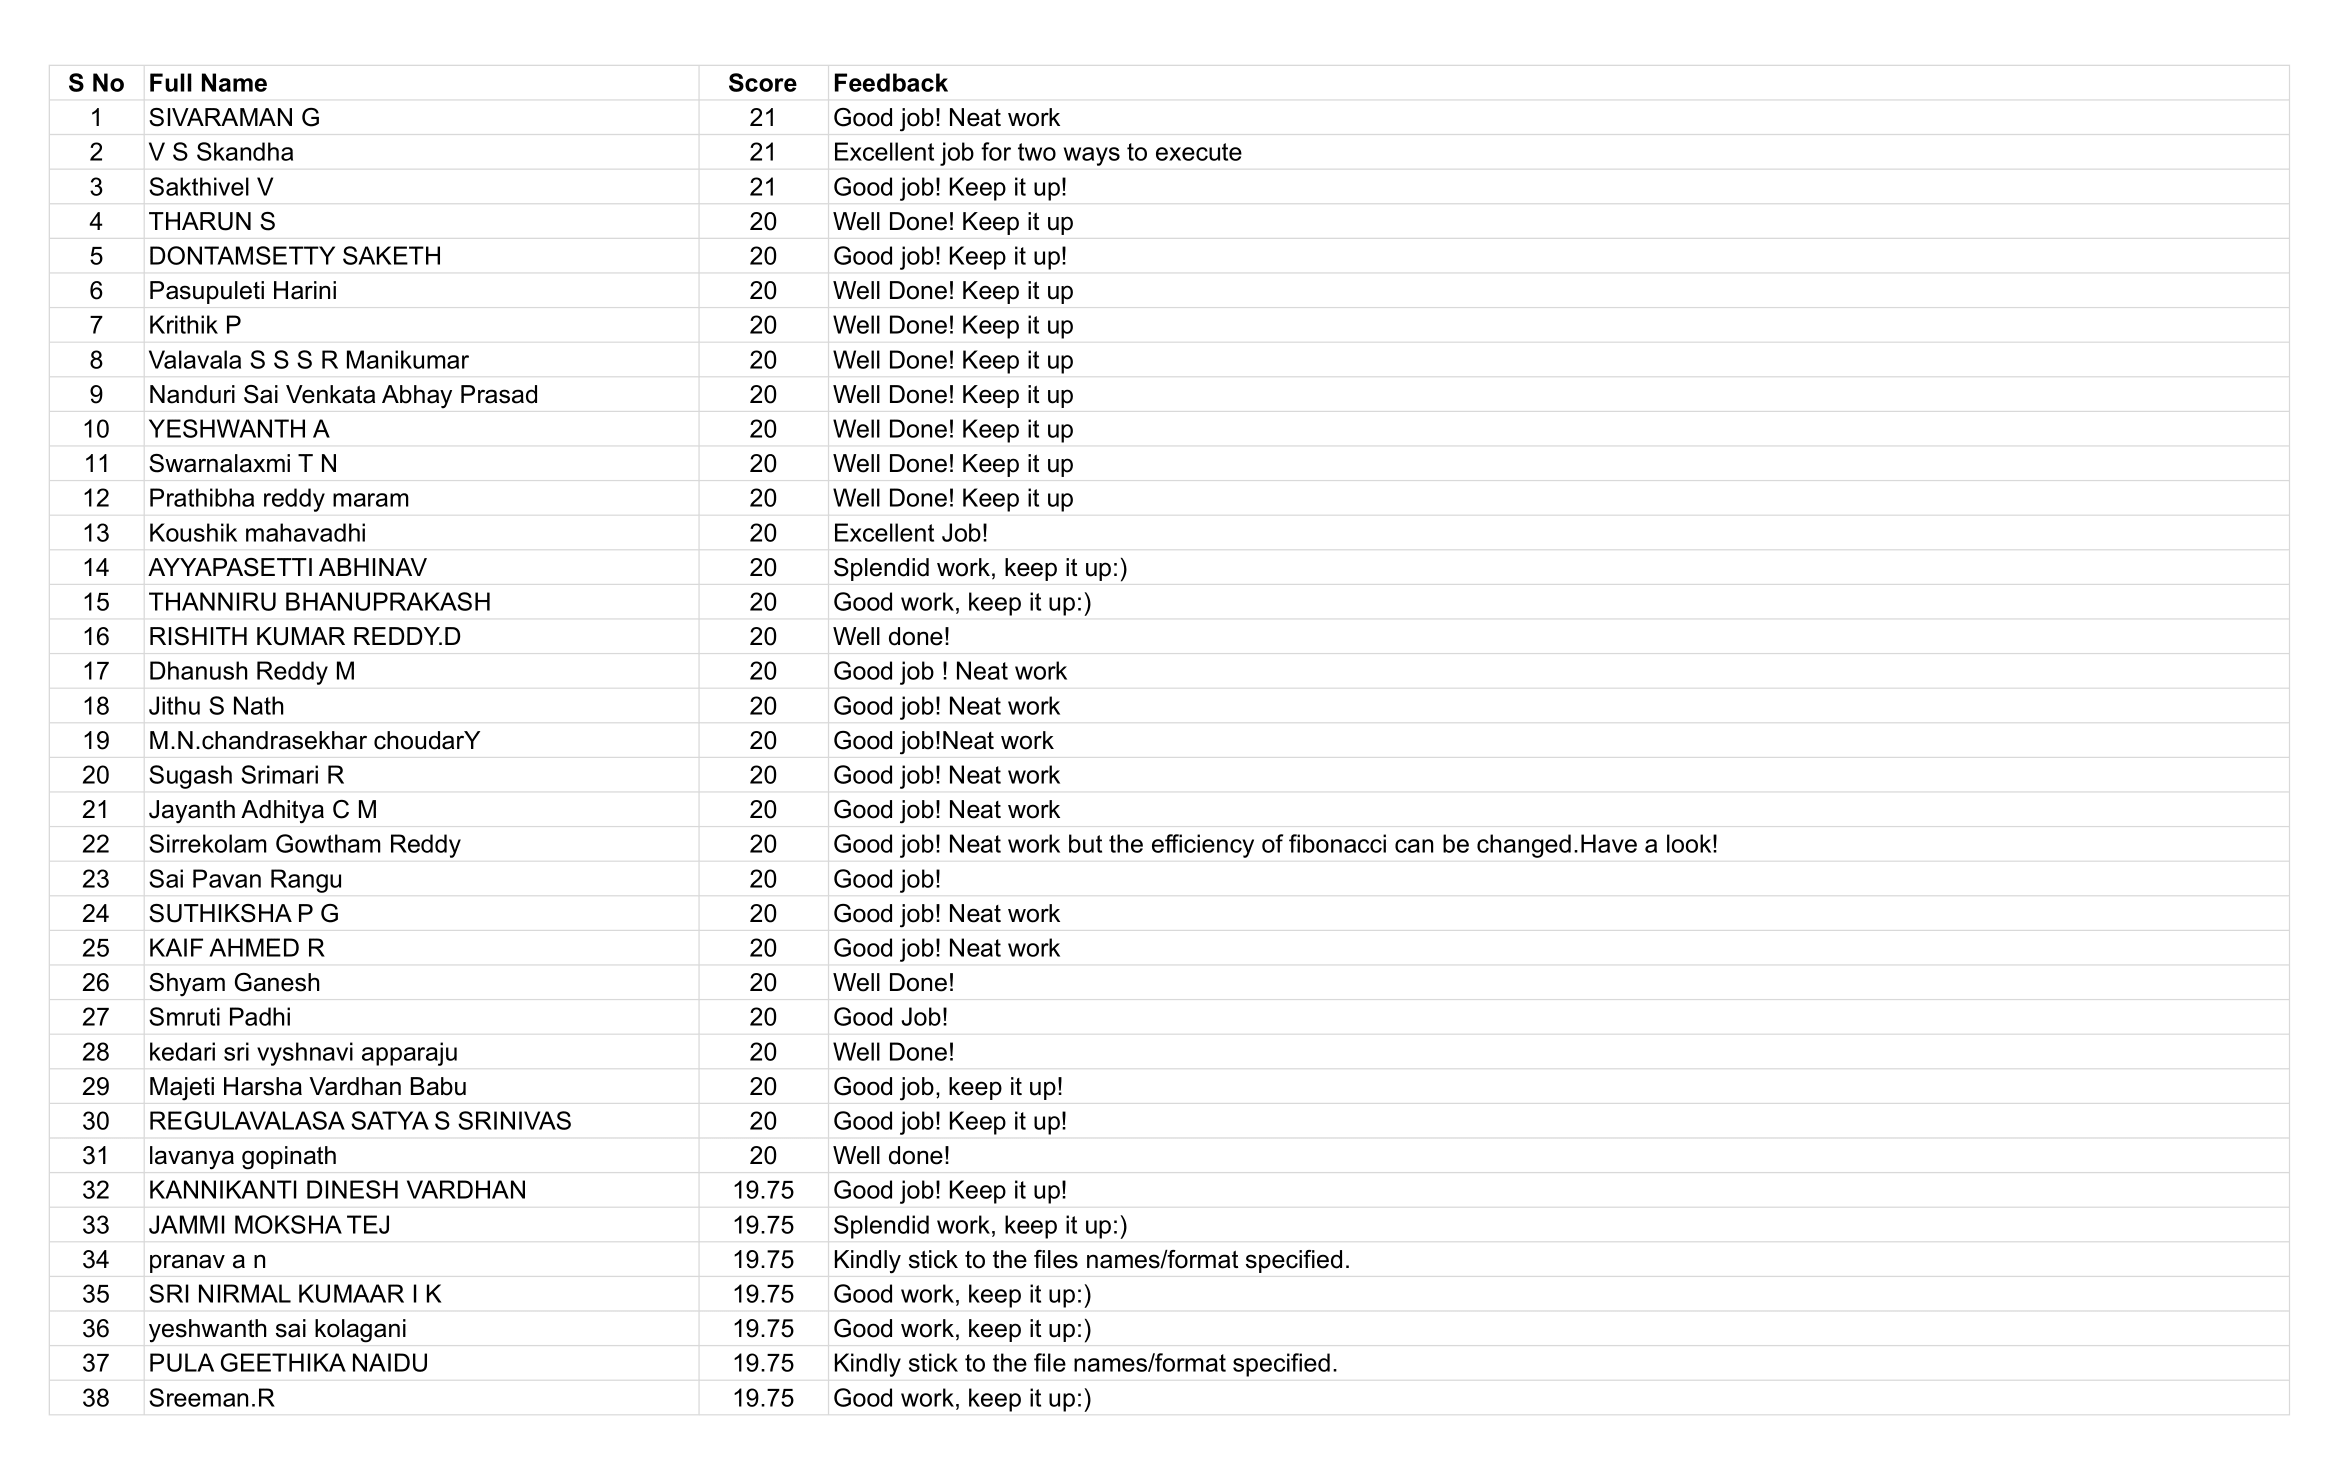 S No Full Name Score Feedback
1 SIVARAMAN G 21 Good job! Neat work
2 V S Skandha 21 Excellent job for two ways to execute
3 Sakthivel V 21 Good job! Keep it up!
4 THARUN S 20 Well Done! Keep it up
5 DONTAMSETTY SAKETH 20 Good job! Keep it up!
6 Pasupuleti Harini 20 Well Done! Keep it up
7 Krithik P 20 Well Done! Keep it up
8 Valavala S S S R Manikumar 20 Well Done! Keep it up
9 Nanduri Sai Venkata Abhay Prasad 20 Well Done! Keep it up
10 YESHWANTH A 20 Well Done! Keep it up
11 Swarnalaxmi T N 20 Well Done! Keep it up
12 Prathibha reddy maram 20 Well Done! Keep it up
13 Koushik mahavadhi 20 Excellent Job!
14 AYYAPASETTI ABHINAV 20 Splendid work, keep it up:)
15 THANNIRU BHANUPRAKASH 20 Good work, keep it up:)
16 RISHITH KUMAR REDDY.D 20 Well done!
17 Dhanush Reddy M 20 Good job ! Neat work
18 Jithu S Nath 20 Good job! Neat work
19 M.N.chandrasekhar choudarY 20 Good job!Neat work
20 Sugash Srimari R 20 Good job! Neat work
21 Jayanth Adhitya C M 20 Good job! Neat work
22 Sirrekolam Gowtham Reddy 20 Good job! Neat work but the efficiency of fibonacci can be changed.Have a look!
23 Sai Pavan Rangu 20 Good job!
24 SUTHIKSHA P G 20 Good job! Neat work
25 KAIF AHMED R 20 Good job! Neat work
26 Shyam Ganesh 20 Well Done!
27 Smruti Padhi 20 Good Job!
28 kedari sri vyshnavi apparaju 20 Well Done!
29 Majeti Harsha Vardhan Babu 20 Good job, keep it up!
30 REGULAVALASA SATYA S SRINIVAS 20 Good job! Keep it up!
31 lavanya gopinath 20 Well done!
32 KANNIKANTI DINESH VARDHAN 19.75 Good job! Keep it up!
33 JAMMI MOKSHA TEJ 19.75 Splendid work, keep it up:)
34 pranav a n 19.75 Kindly stick to the files names/format specified.
35 SRI NIRMAL KUMAAR I K 19.75 Good work, keep it up:)
36 yeshwanth sai kolagani 19.75 Good work, keep it up:)
37 PULA GEETHIKA NAIDU 19.75 Kindly stick to the file names/format specified.
38 Sreeman.R 19.75 Good work, keep it up:)